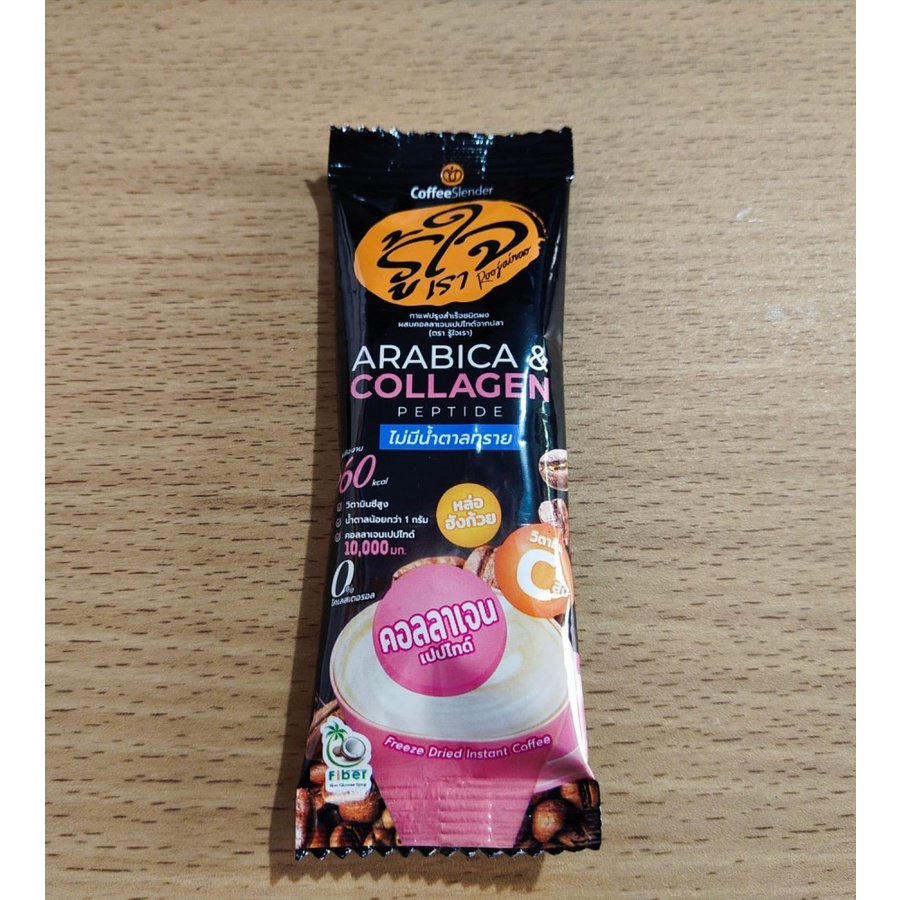 CoffeeSlender
รู้ใจ
เรา Roojairao
กาแฟปรุงสำเร็จชนิดผง
ผสมคอลลาเจนเปปไทด์จากปลา
(ตรา รู้ใจเรา)
ARABICA &
COLLAGEN
PEPTIDE
ไม่มีน้ำตาลทราย
60 kcal
วิตามินซีสูง
น้ำตาลน้อยกว่า 1 กรัม
คอลลาเจนเปปไทด์
10,000 มก.
0%
หล่อ
ฮังก้วย
C
คอลลาเจน
เปปไทด์
Freeze Dried Instant Coffee
Fiber